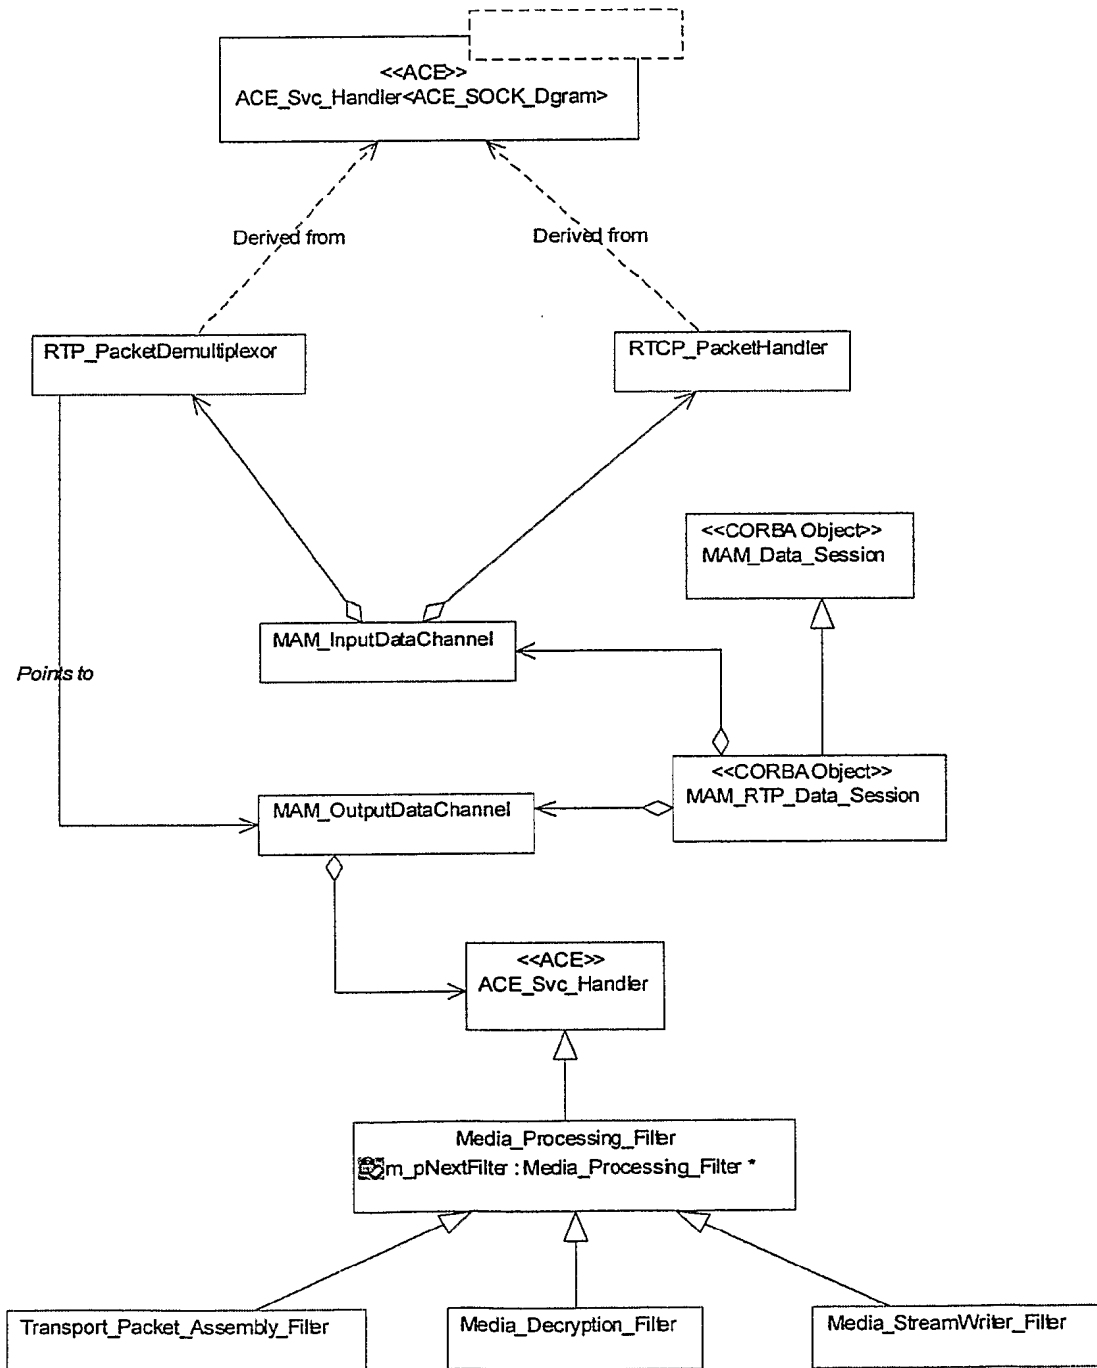 <<ACE>>
ACE_Svc_Handler<ACE_SOCK_Dgram>
Derived from
Derived from
RTP_PacketDemultiplexor
RTCP_PacketHandler
<<CORBA Object>>
MAM_Data_Session
MAM_InputDataChannel
Points to
<<CORBA Object>>
MAM_RTP_Data_Session
MAM_OutputDataChannel
<<ACE>>
ACE_Svc_Handler
Media_Processing_Filter
m_pNextFilter : Media_Processing_Filter *
Transport_Packet_Assembly_Filter
Media_Decryption_Filter
Media_StreamWriter_Filter